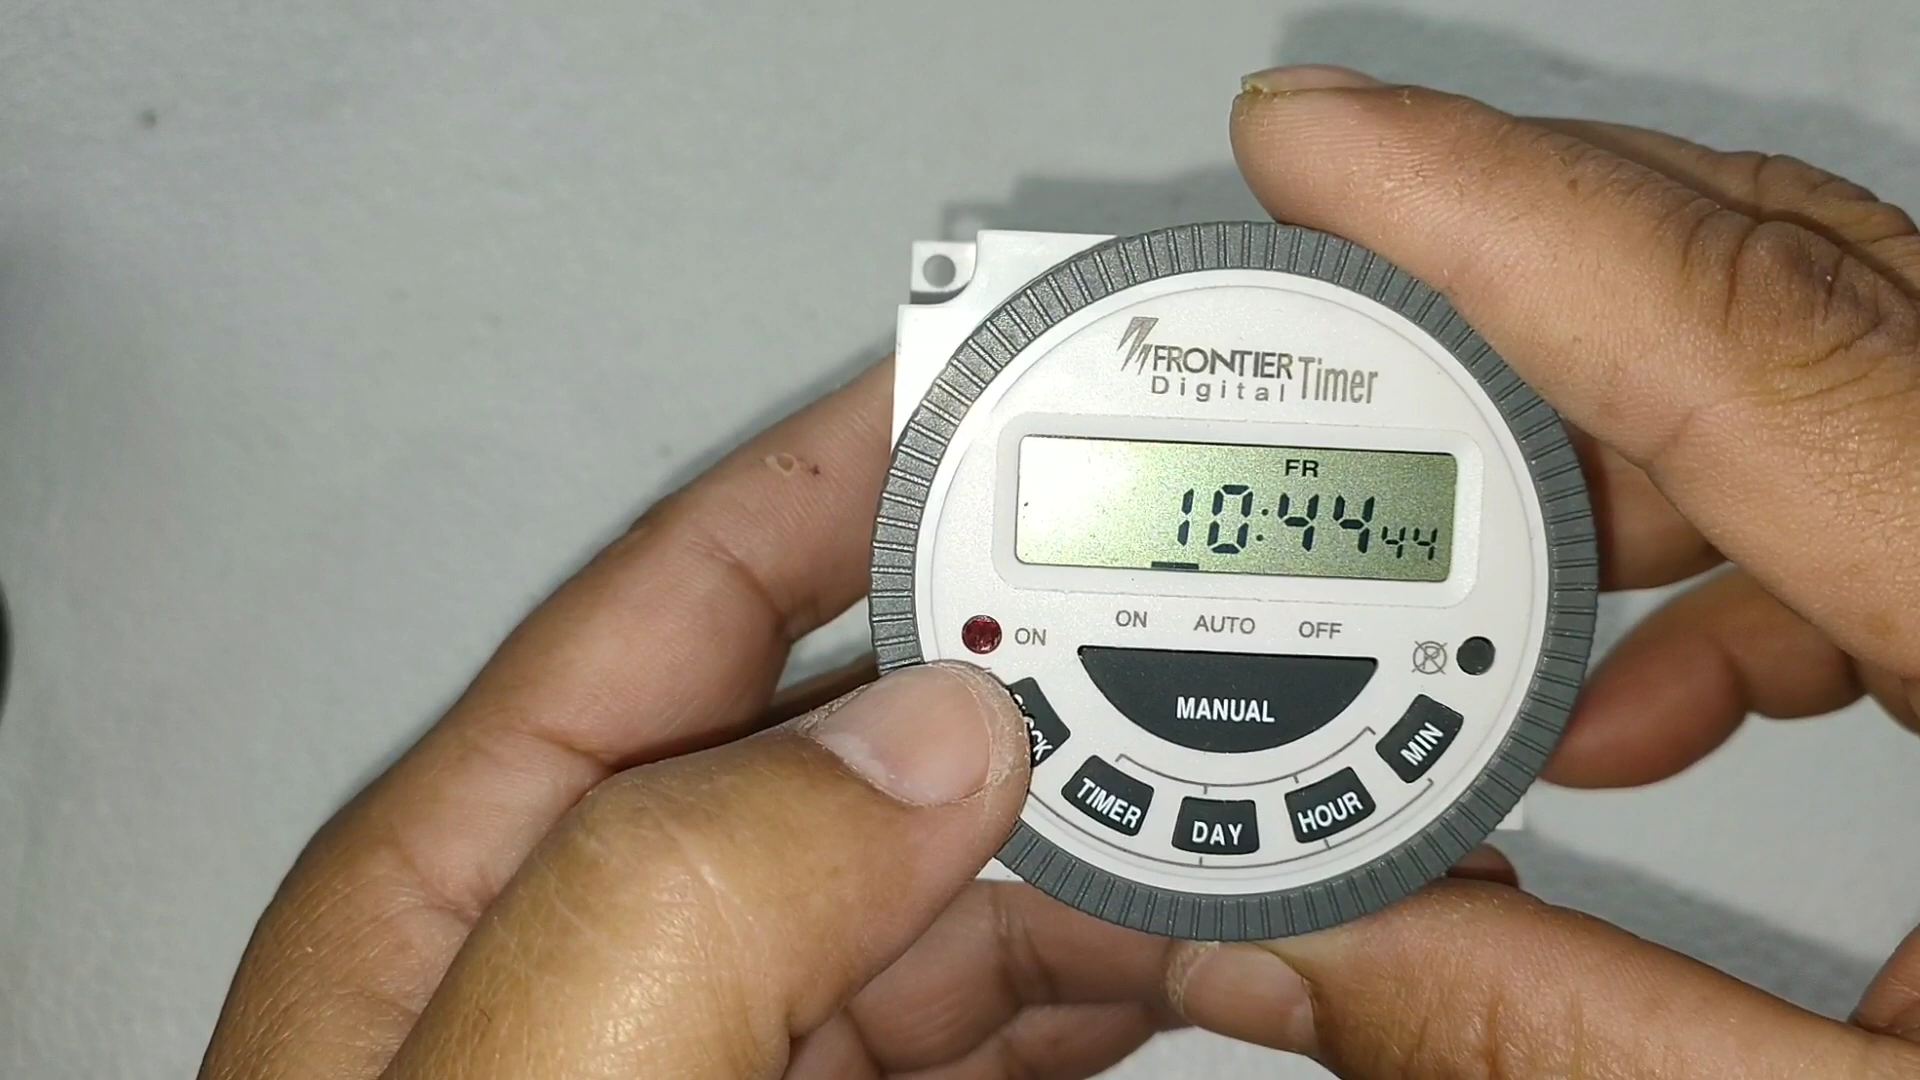 FRONTIER Timer
Digital
FR
10:44 44
ON AUTO OFF
ON
MANUAL
TIMER DAY HOUR MIN